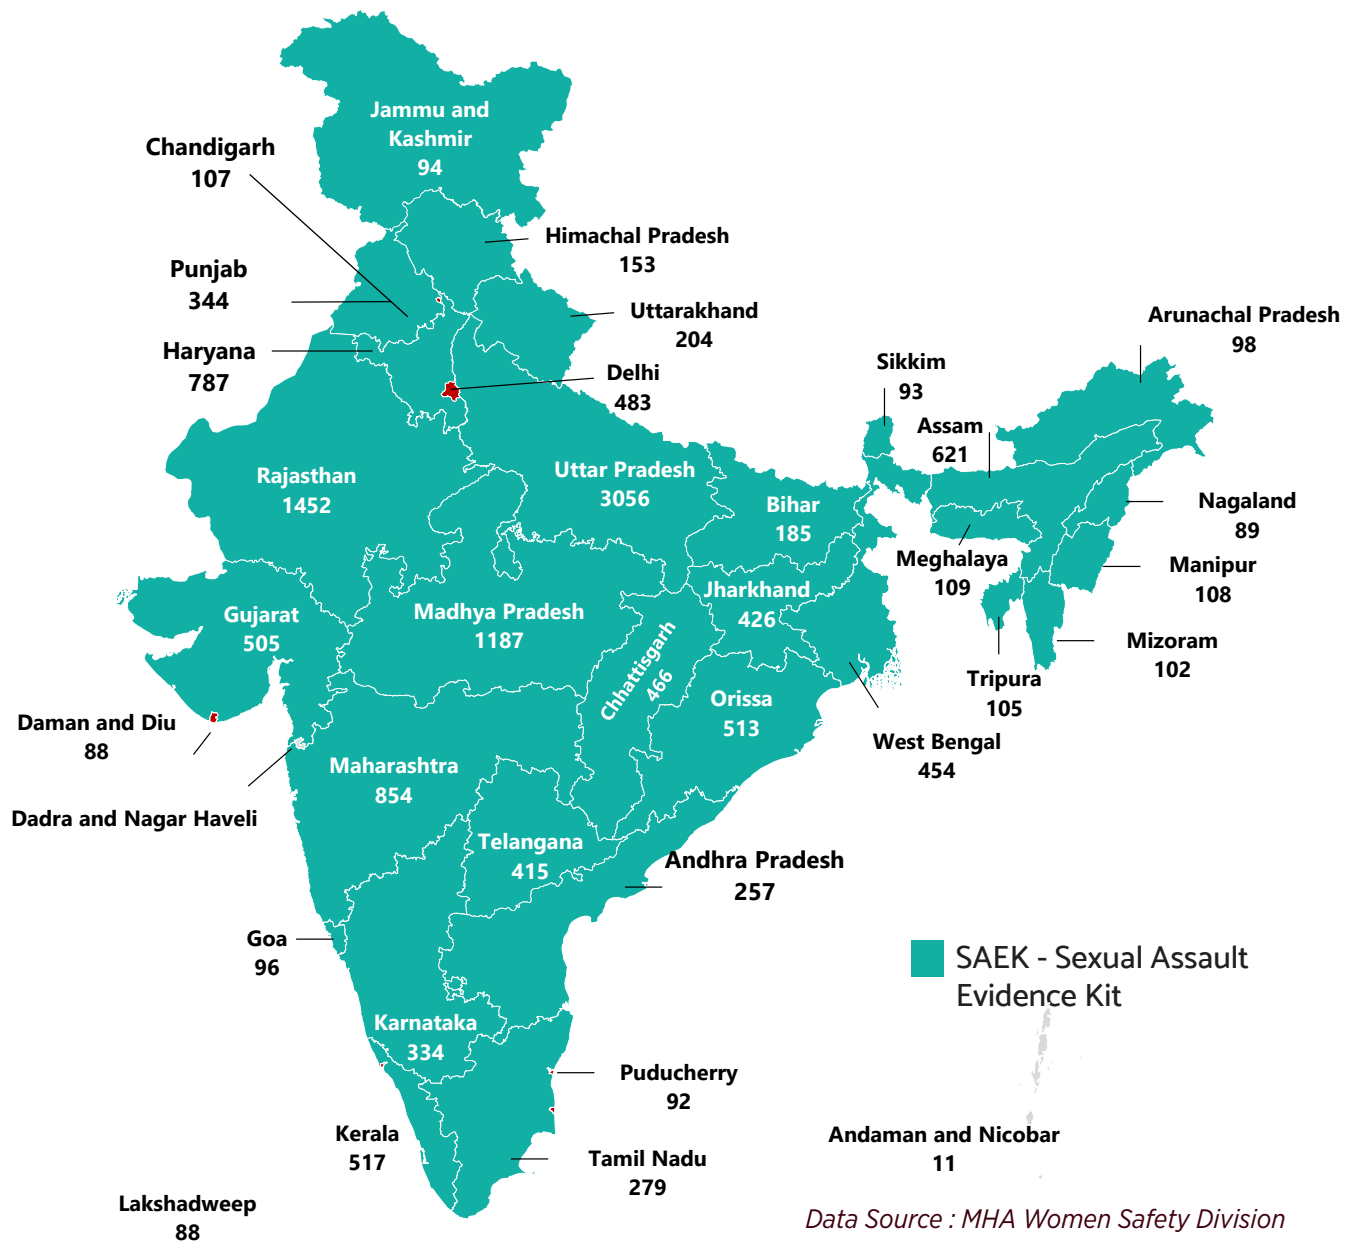 Jammu and
Kashmir
94
Chandigarh
107
Himachal Pradesh
153
Punjab
344
Uttarakhand
204
Arunachal Pradesh
98
Haryana
787
Delhi
483
Sikkim
93
Assam
621
Rajasthan
1452
Uttar Pradesh
3056
Bihar
185
Nagaland
89
Meghalaya
109
Manipur
108
Gujarat
505
Madhya Pradesh
1187
Jharkhand
426
Chhattisgarh
466
Mizoram
102
Tripura
105
Orissa
513
Daman and Diu
88
West Bengal
454
Maharashtra
854
Dadra and Nagar Haveli
Telangana
415
Andhra Pradesh
257
Goa
96
SAEK - Sexual Assault
Evidence Kit
Karnataka
334
Puducherry
92
Kerala
517
Andaman and Nicobar
11
Tamil Nadu
279
Lakshadweep
88
Data Source : MHA Women Safety Division